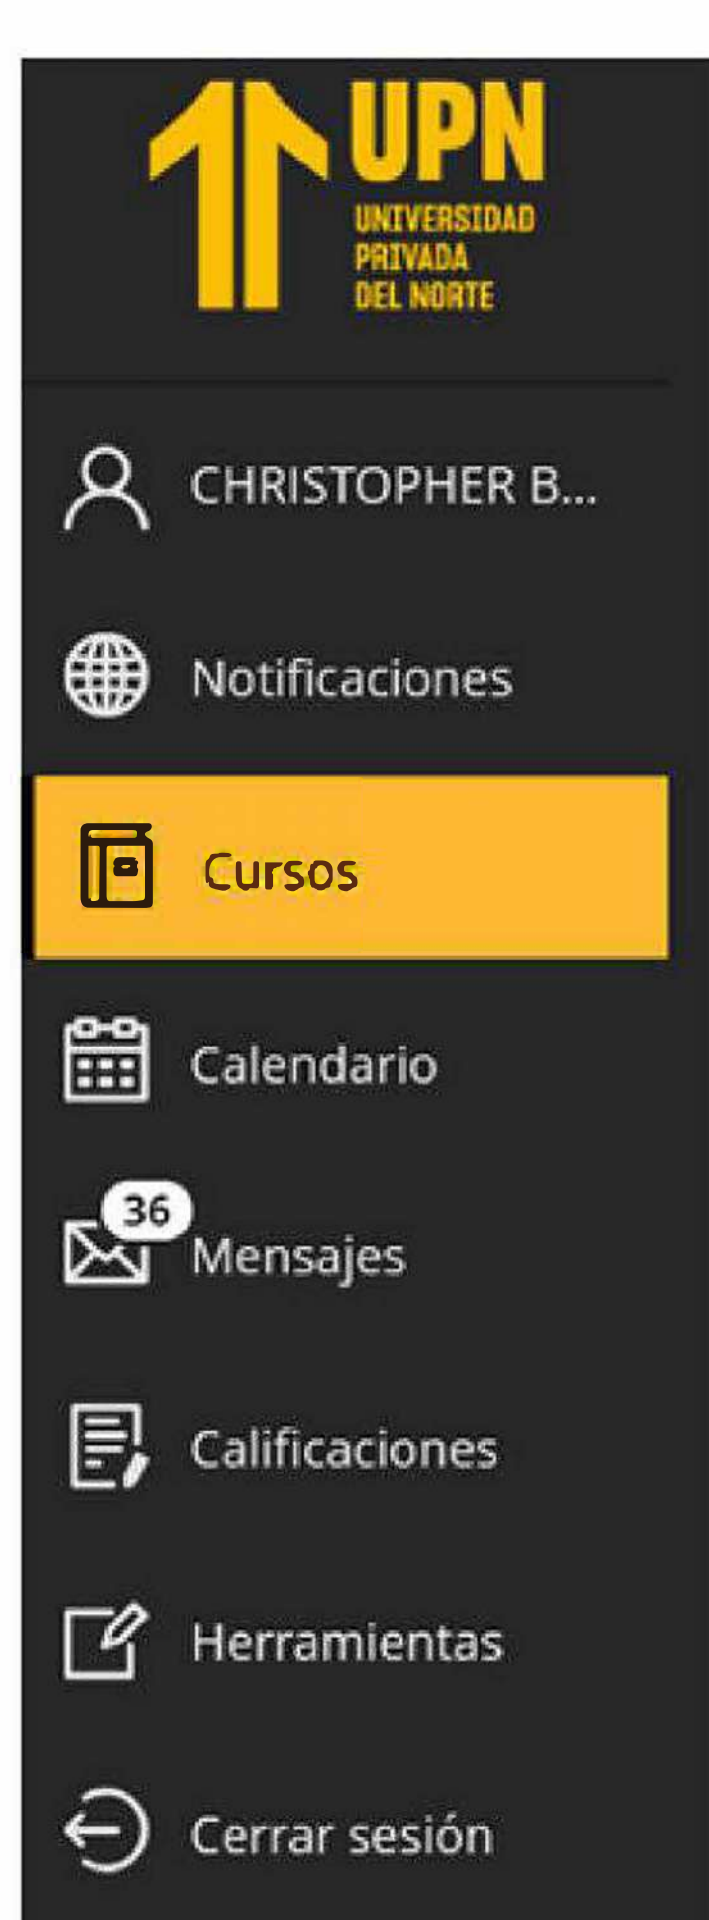 UPN
UNIVERSIDAD
PRIVADA
DEL NORTE
CHRISTOPHER B...
Notificaciones
Cursos
Calendario
36
Mensajes
Calificaciones
Herramientas
Cerrar sesión